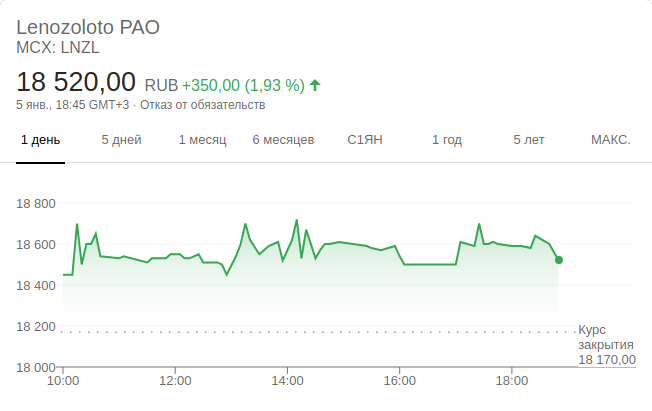 Lenozoloto PAO
MCX: LNZL
18 520,00 RUB +350,00 (1,93 %)
5 янв., 18:45 GMT+3 · Отказ от обязательств
1 день 5 дней 1 месяц 6 месяцев С1ЯН 1 год 5 лет МАКС.
18 800
18 600
18 400
18 200
Курс
закрытия
18 170,00
18 000
10:00 12:00 14:00 16:00 18:00